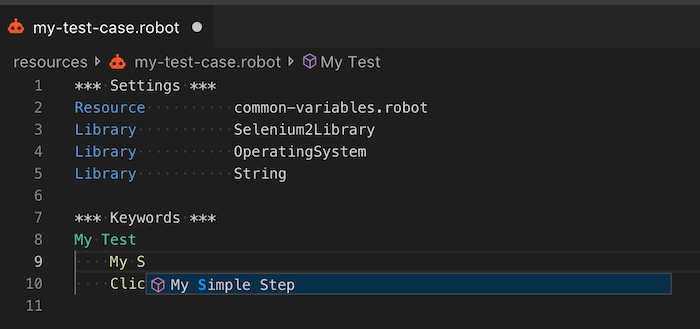 my-test-case.robot
resources my-test-case.robot My Test
1 *** Settings ***
2 Resource common-variables.robot
3 Library Selenium2Library
4 Library OperatingSystem
5 Library String
6
7 *** Keywords ***
8 My Test
9 My S
10 Clic My Simple Step
11